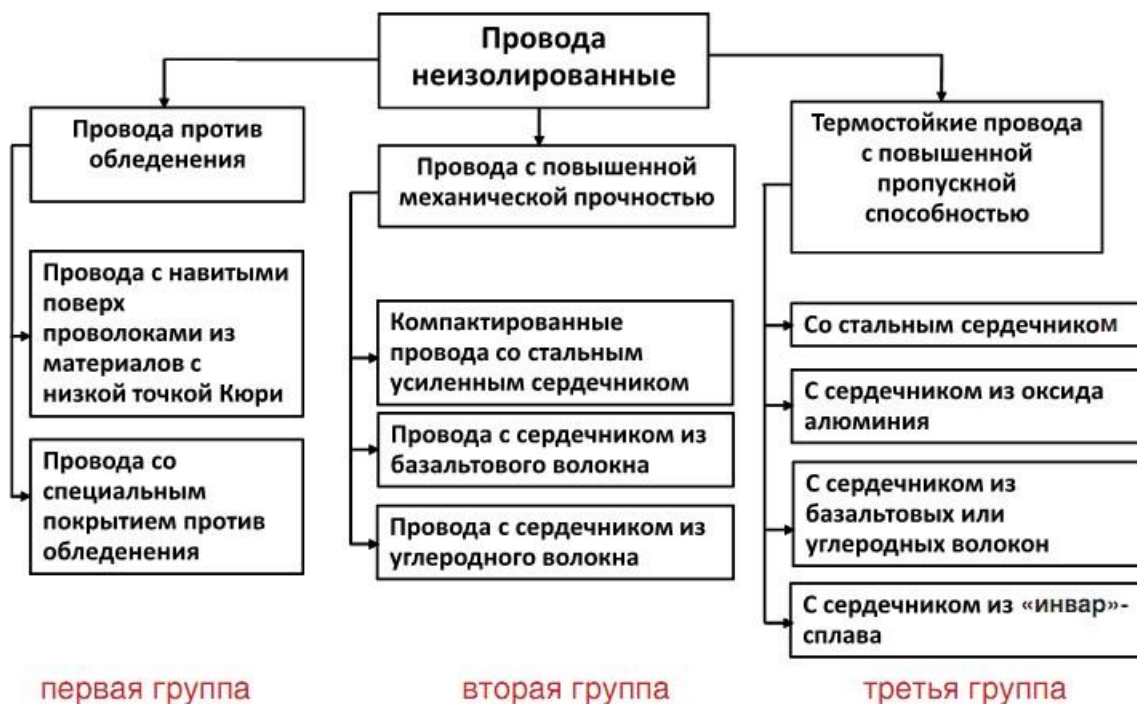 Провода
неизолированные
Провода против
обледенения
Провода с навитыми
поверх
проволоками из
материалов с
низкой точкой Кюри
Провода со
специальным
покрытием против
обледенения
Провода с повышенной
механической прочностью
Компактированные
провода со стальным
усиленным сердечником
Провода с сердечником из
базальтового волокна
Провода с сердечником из
углеродного волокна
Термостойкие провода
с повышенной
пропускной
способностью
Со стальным сердечником
С сердечником из оксида
алюминия
С сердечником из
базальтовых или
углеродных волокон
С сердечником из «инвар»-
сплава
первая группа
вторая группа
третья группа